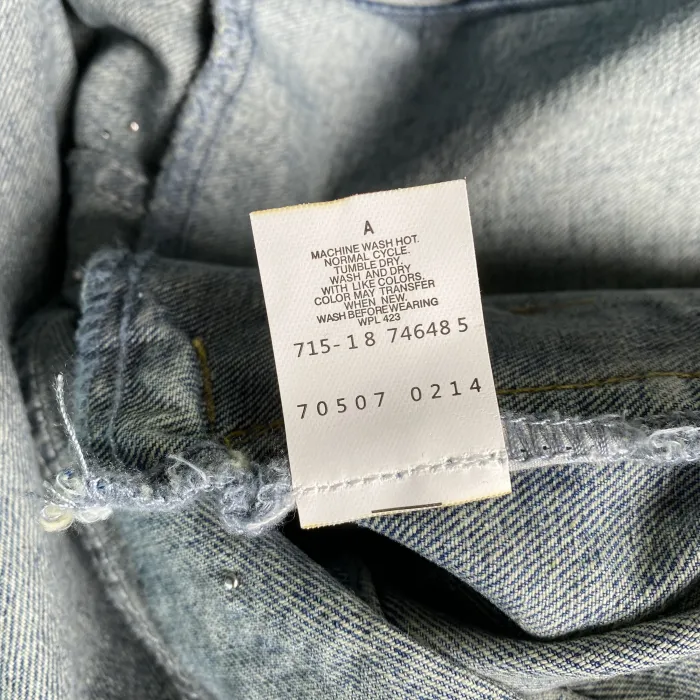 A
MACHINE WASH HOT.
NORMAL CYCLE.
TUMBLE DRY.
WASH AND DRY
WITH LIKE COLORS.
COLOR MAY TRANSFER
WHEN NEW.
WASH BEFORE WEARING
WPL 423
715-18 746485
70507 0214